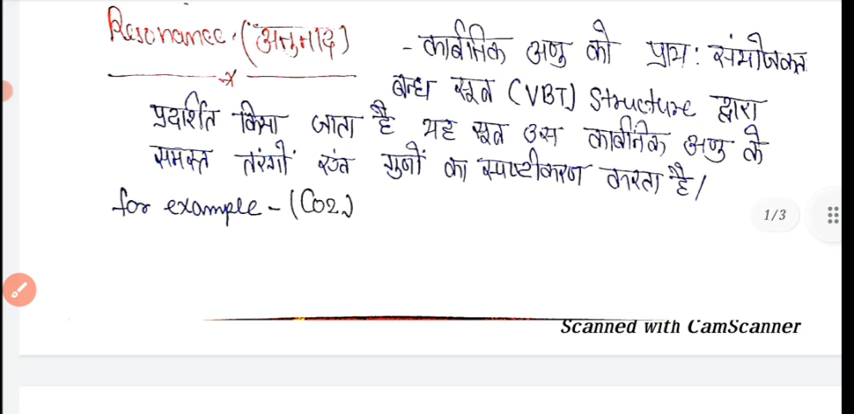 Resonance. (अनुनाद) - कार्बनिक अणु को प्राय: संयोजकत
बन्ध सूत्र (VBT) Structure द्वारा
प्रदर्शित किया जाता है यह सूत्र उस कार्बनिक अणु के
समस्त तरंगों एवं गुणों का स्पष्टीकरण करता है/
for example - (CO2)
1/3
Scanned with CamScanner